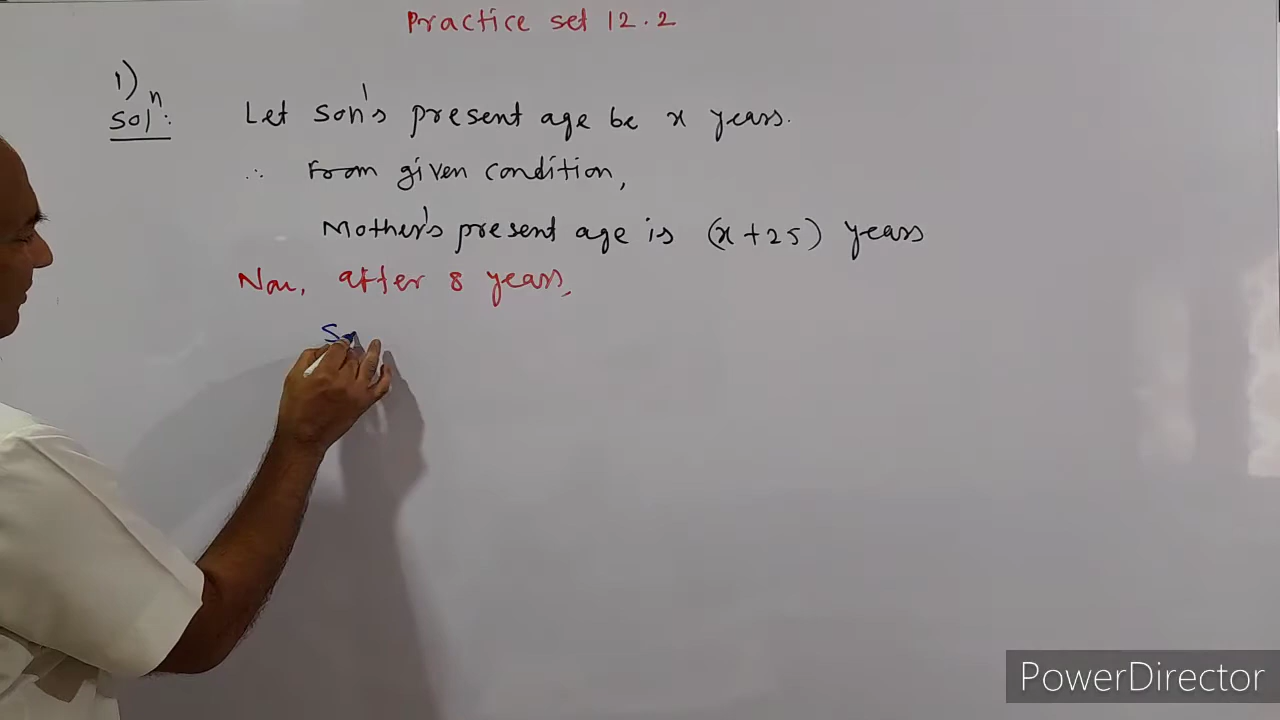 Practice set 12.2
1)
Solⁿ: Let son's present age be x years.
∴ From given condition,
Mother's present age is (x+25) years
Now, after 8 years,
So
PowerDirector